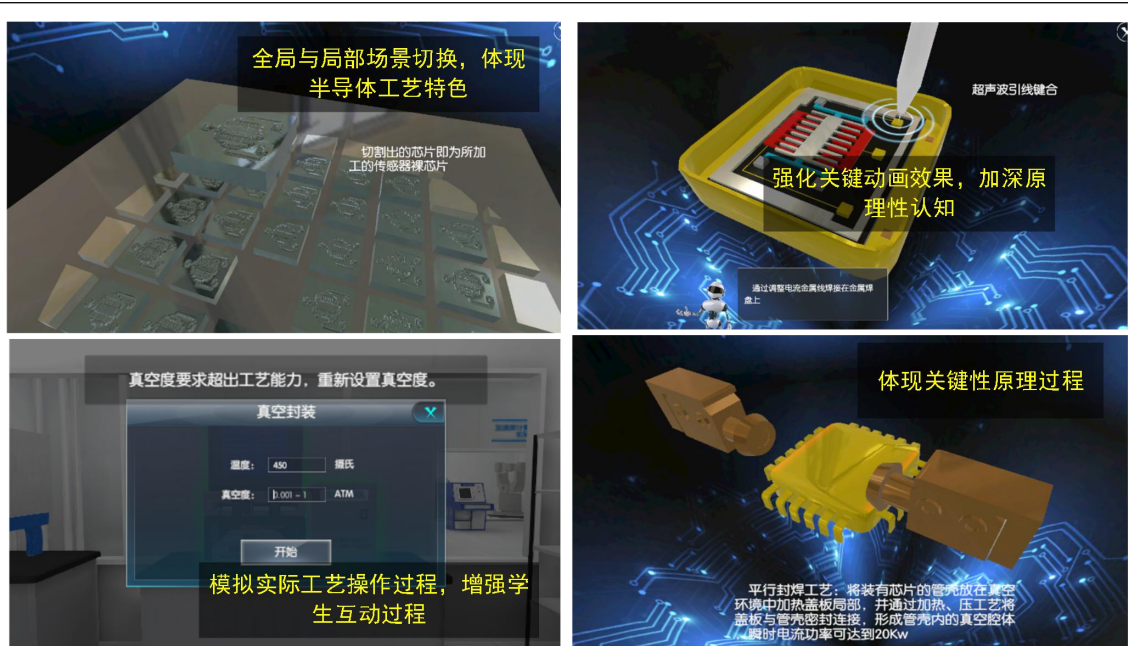 全局与局部场景切换，体现
半导体工艺特色
切割出的芯片即为所加
工的传感器裸芯片
超声波引线键合
强化关键动画效果，加深原
理性认知
通过调整电流金属线焊接在金属焊
盘上
真空度要求超出工艺能力，重新设置真空度。
真空封装
温度： 450 摄氏
真空度： 0.001 ~ 1 ATM
开始
模拟实际工艺操作过程，增强学
生互动过程
体现关键性原理过程
平行封焊工艺：将装有芯片的管壳放在真空
环境中加热盖板局部，并通过加热、压工艺将
盖板与管壳密封连接，形成管壳内的真空腔体
瞬时电流功率可达到20Kw